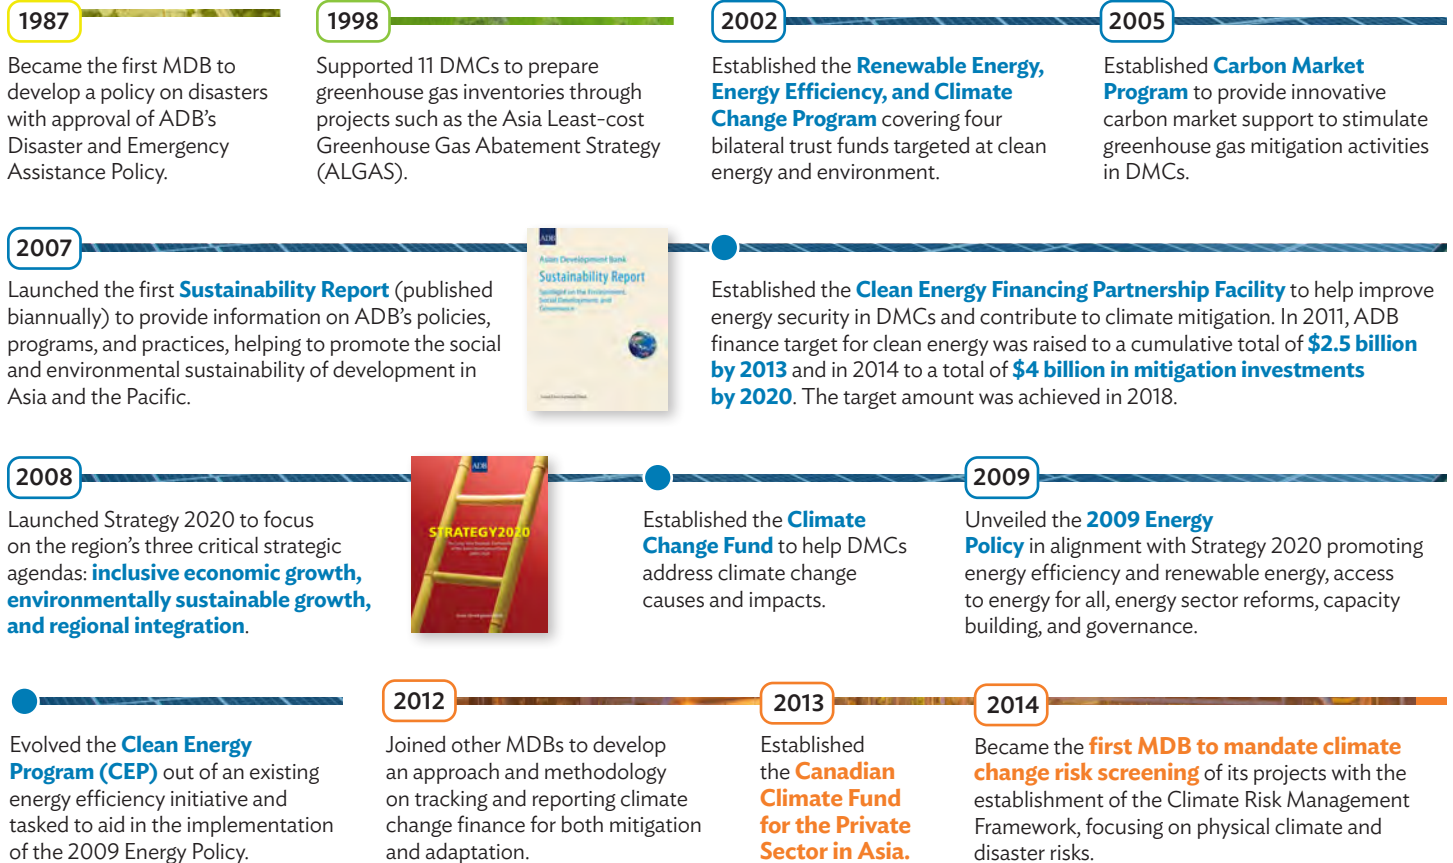 1987
Became the first MDB to
develop a policy on disasters
with approval of ADB's
Disaster and Emergency
Assistance Policy.
1998
Supported 11 DMCs to prepare
greenhouse gas inventories through
projects such as the Asia Least-cost
Greenhouse Gas Abatement Strategy
(ALGAS).
2002
Established the Renewable Energy,
Energy Efficiency, and Climate
Change Program covering four
bilateral trust funds targeted at clean
energy and environment.
2005
Established Carbon Market
Program to provide innovative
carbon market support to stimulate
greenhouse gas mitigation activities
in DMCs.
2007
Launched the first Sustainability Report (published
biannually) to provide information on ADB's policies,
programs, and practices, helping to promote the social
and environmental sustainability of development in
Asia and the Pacific.
ADB
Asian Development Bank
Sustainability Report
Spotlight on the Environment,
Social Development, and
Governance
Established the Clean Energy Financing Partnership Facility to help improve
energy security in DMCs and contribute to climate mitigation. In 2011, ADB
finance target for clean energy was raised to a cumulative total of $2.5 billion
by 2013 and in 2014 to a total of $4 billion in mitigation investments
by 2020. The target amount was achieved in 2018.
2008
Launched Strategy 2020 to focus
on the region's three critical strategic
agendas: inclusive economic growth,
environmentally sustainable growth,
and regional integration.
ADB
STRATEGY2020
Established the Climate
Change Fund to help DMCs
address climate change
causes and impacts.
2009
Unveiled the 2009 Energy
Policy in alignment with Strategy 2020 promoting
energy efficiency and renewable energy, access
to energy for all, energy sector reforms, capacity
building, and governance.
Evolved the Clean Energy
Program (CEP) out of an existing
energy efficiency initiative and
tasked to aid in the implementation
of the 2009 Energy Policy.
2012
Joined other MDBs to develop
an approach and methodology
on tracking and reporting climate
change finance for both mitigation
and adaptation.
2013
Established
the Canadian
Climate Fund
for the Private
Sector in Asia.
2014
Became the first MDB to mandate climate
change risk screening of its projects with the
establishment of the Climate Risk Management
Framework, focusing on physical climate and
disaster risks.